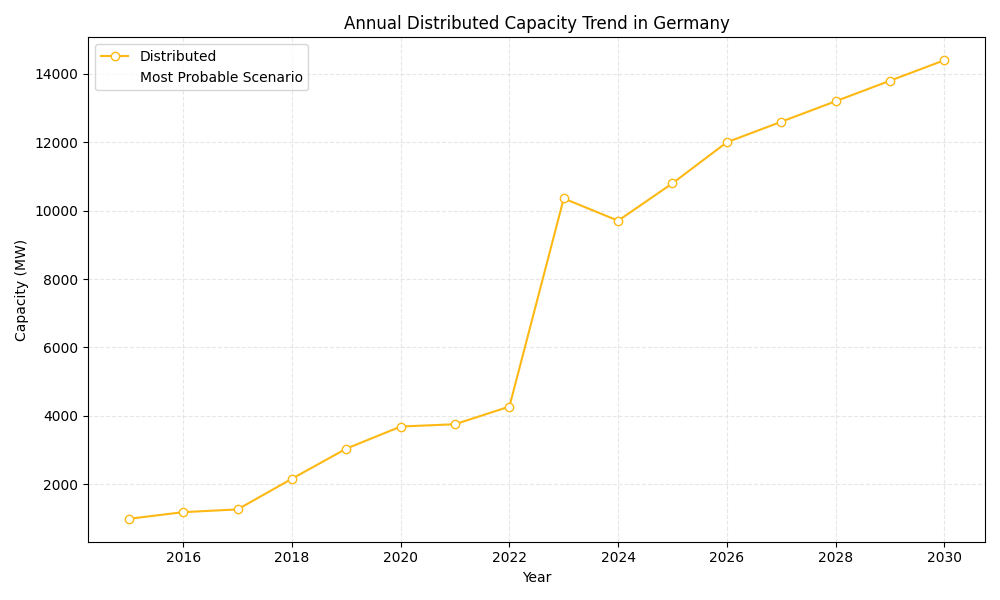 Annual Distributed Capacity Trend in Germany
Distributed
Most Probable Scenario
Capacity (MW)
14000
12000
10000
8000
6000
4000
2000
2016 2018 2020 2022 2024 2026 2028 2030
Year